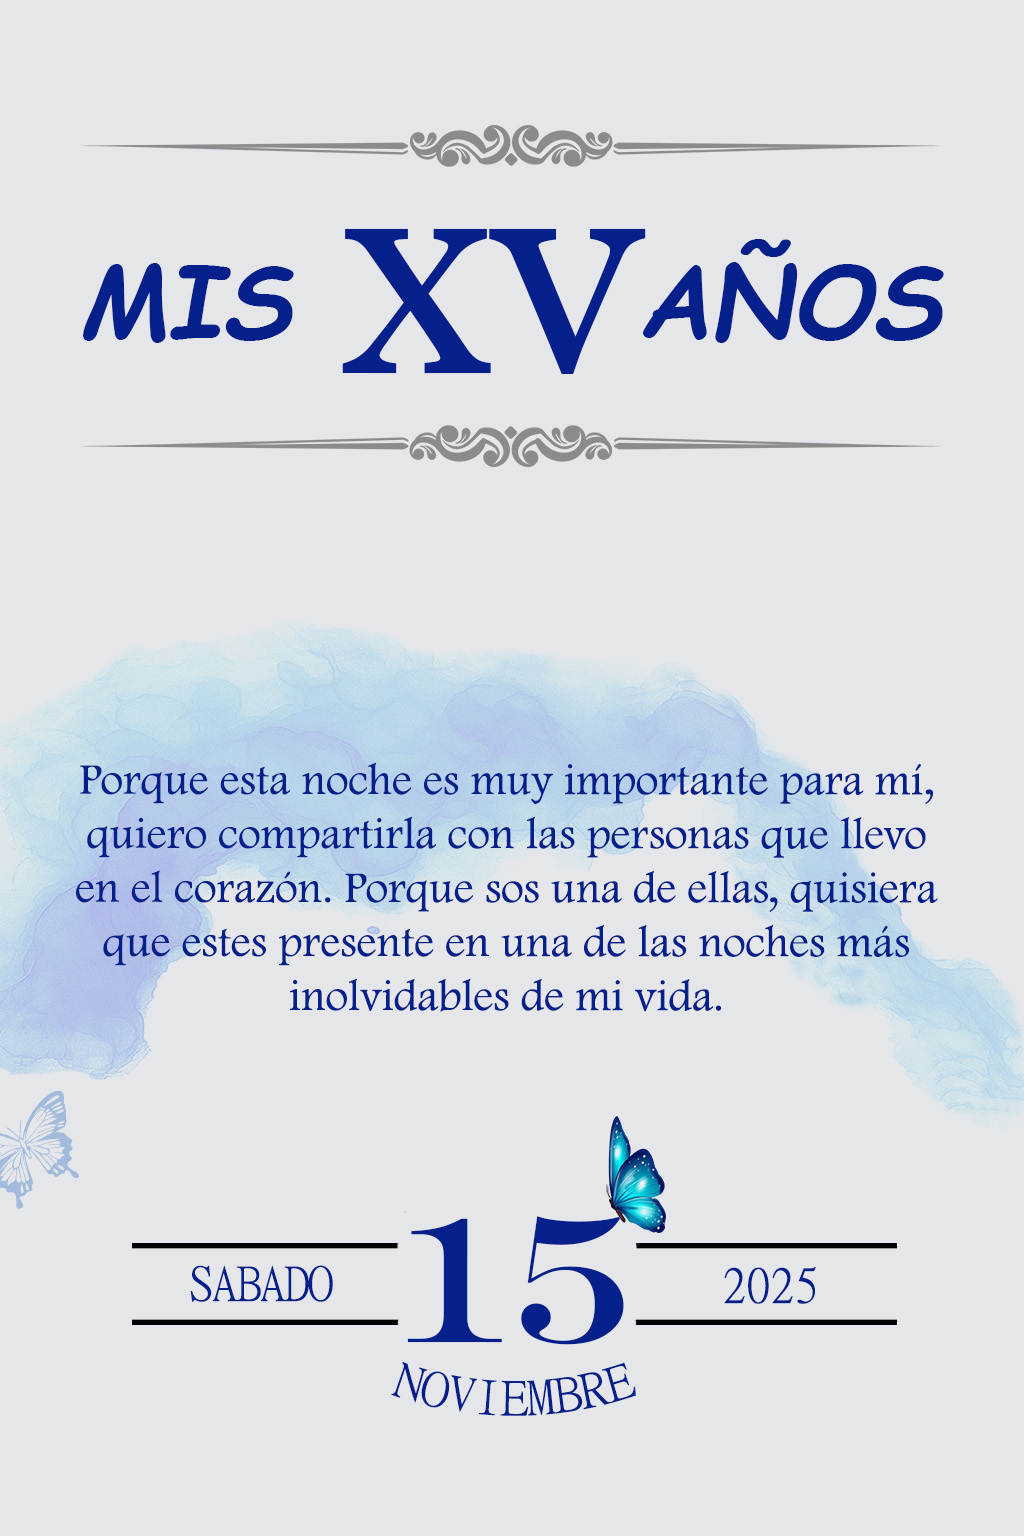 MIS XV AÑOS
Porque esta noche es muy importante para mí,
quiero compartirla con las personas que llevo
en el corazón. Porque sos una de ellas, quisiera
que estes presente en una de las noches más
inolvidables de mi vida.
SABADO 15 2025
NOVIEMBRE